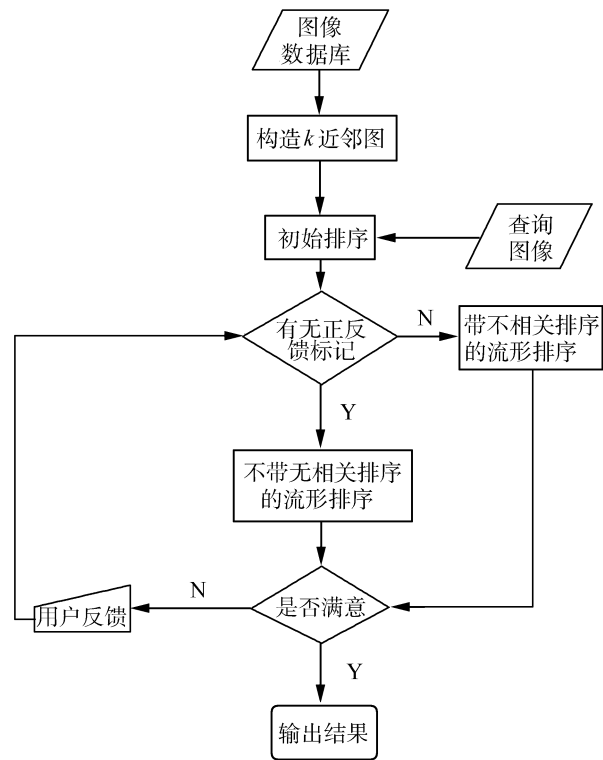 图像
数据库
构造k近邻图
初始排序
查询
图像
有无正反
馈标记
N
带不相关排序
的流形排序
Y
不带无相关排序
的流形排序
是否满意
N
用户反馈
Y
输出结果